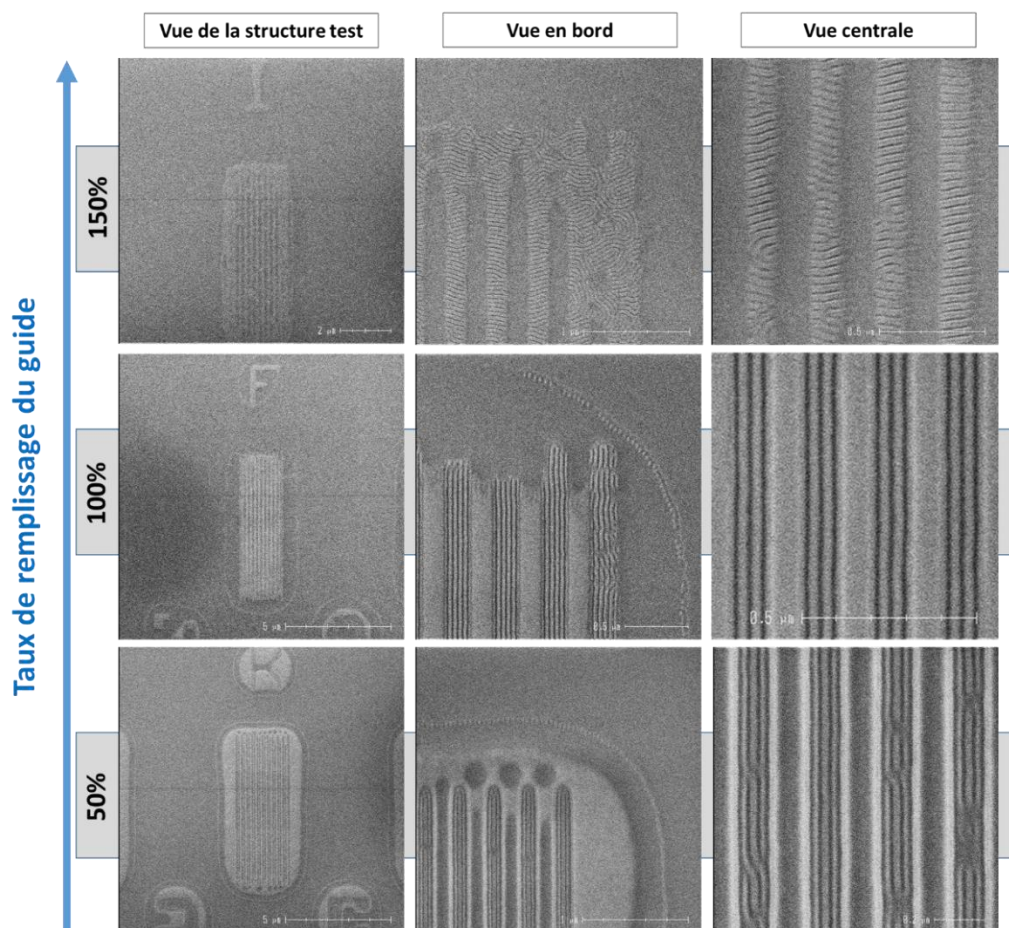 Vue de la structure test
Vue en bord
Vue centrale
Taux de remplissage du guide
150%
2 µm
1 µm
0.6 µm
100%
F
5 µm
0.5 µm
0.5 µm
50%
K
5 µm
1 µm
0.2 µm